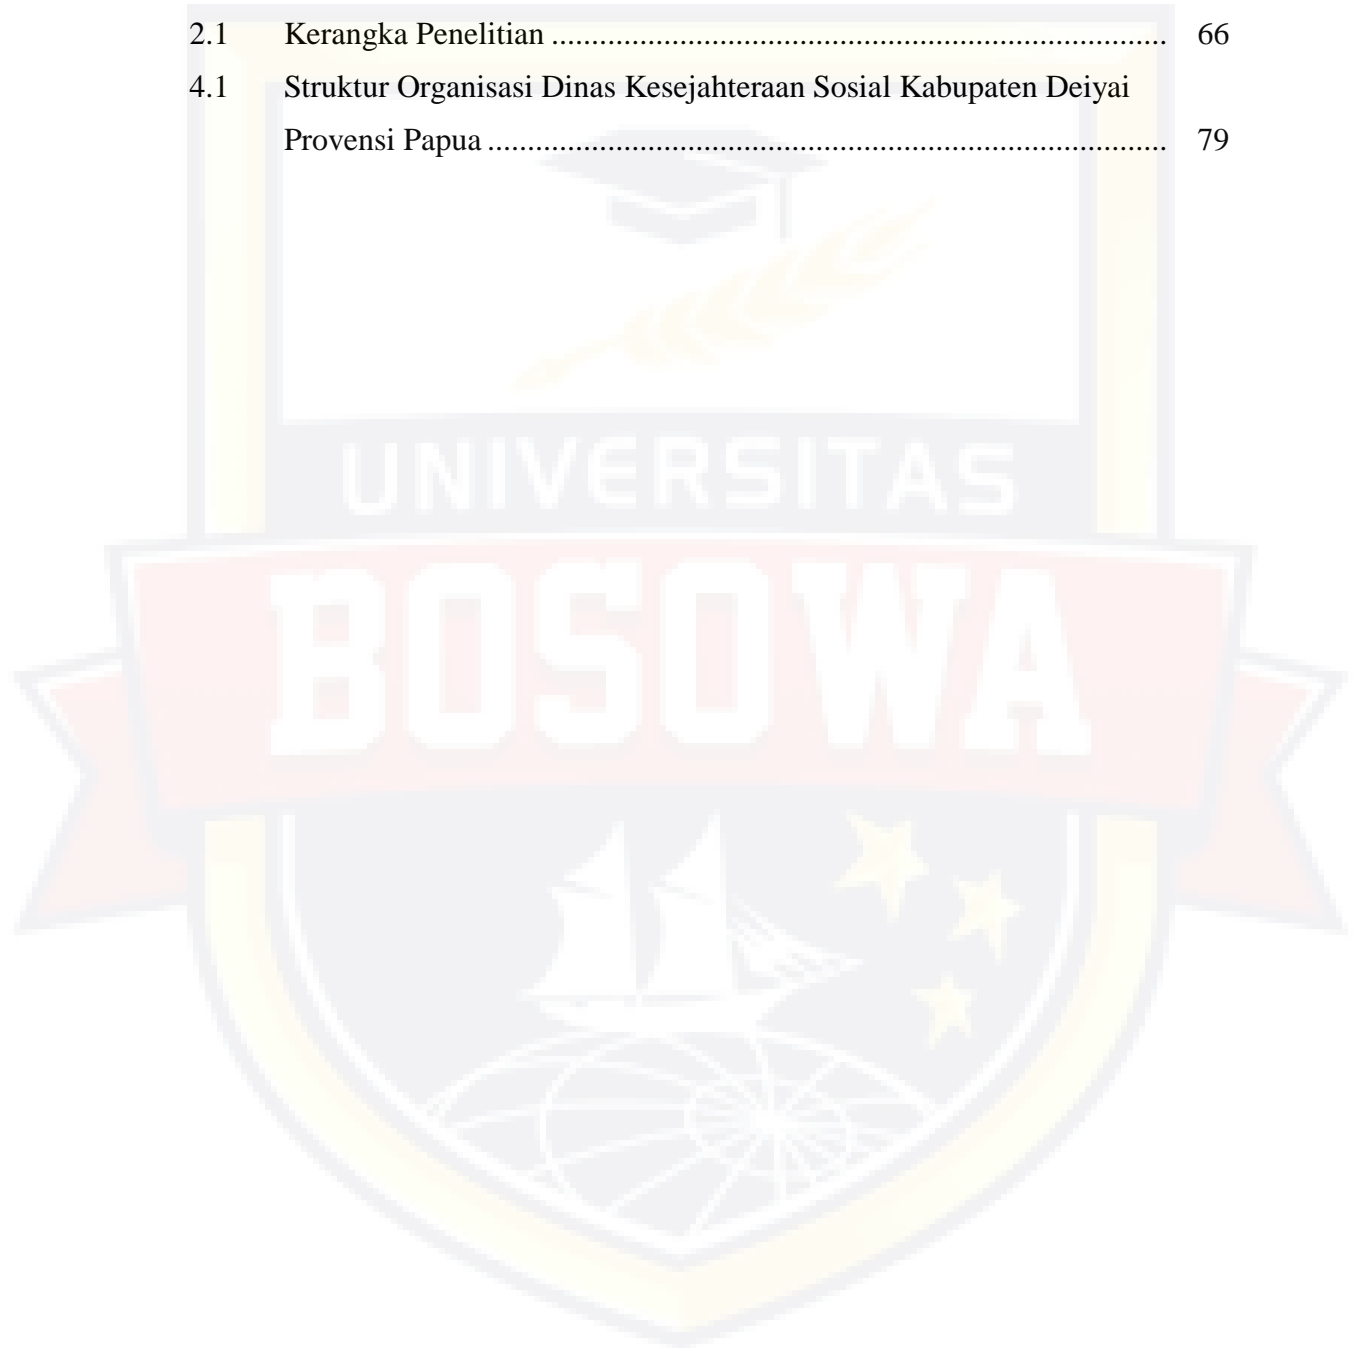 2.1 Kerangka Penelitian ............................................................................. 66
4.1 Struktur Organisasi Dinas Kesejahteraan Sosial Kabupaten Deiyai
Provensi Papua ..................................................................................... 79
UNIVERSITAS
BOSOWA